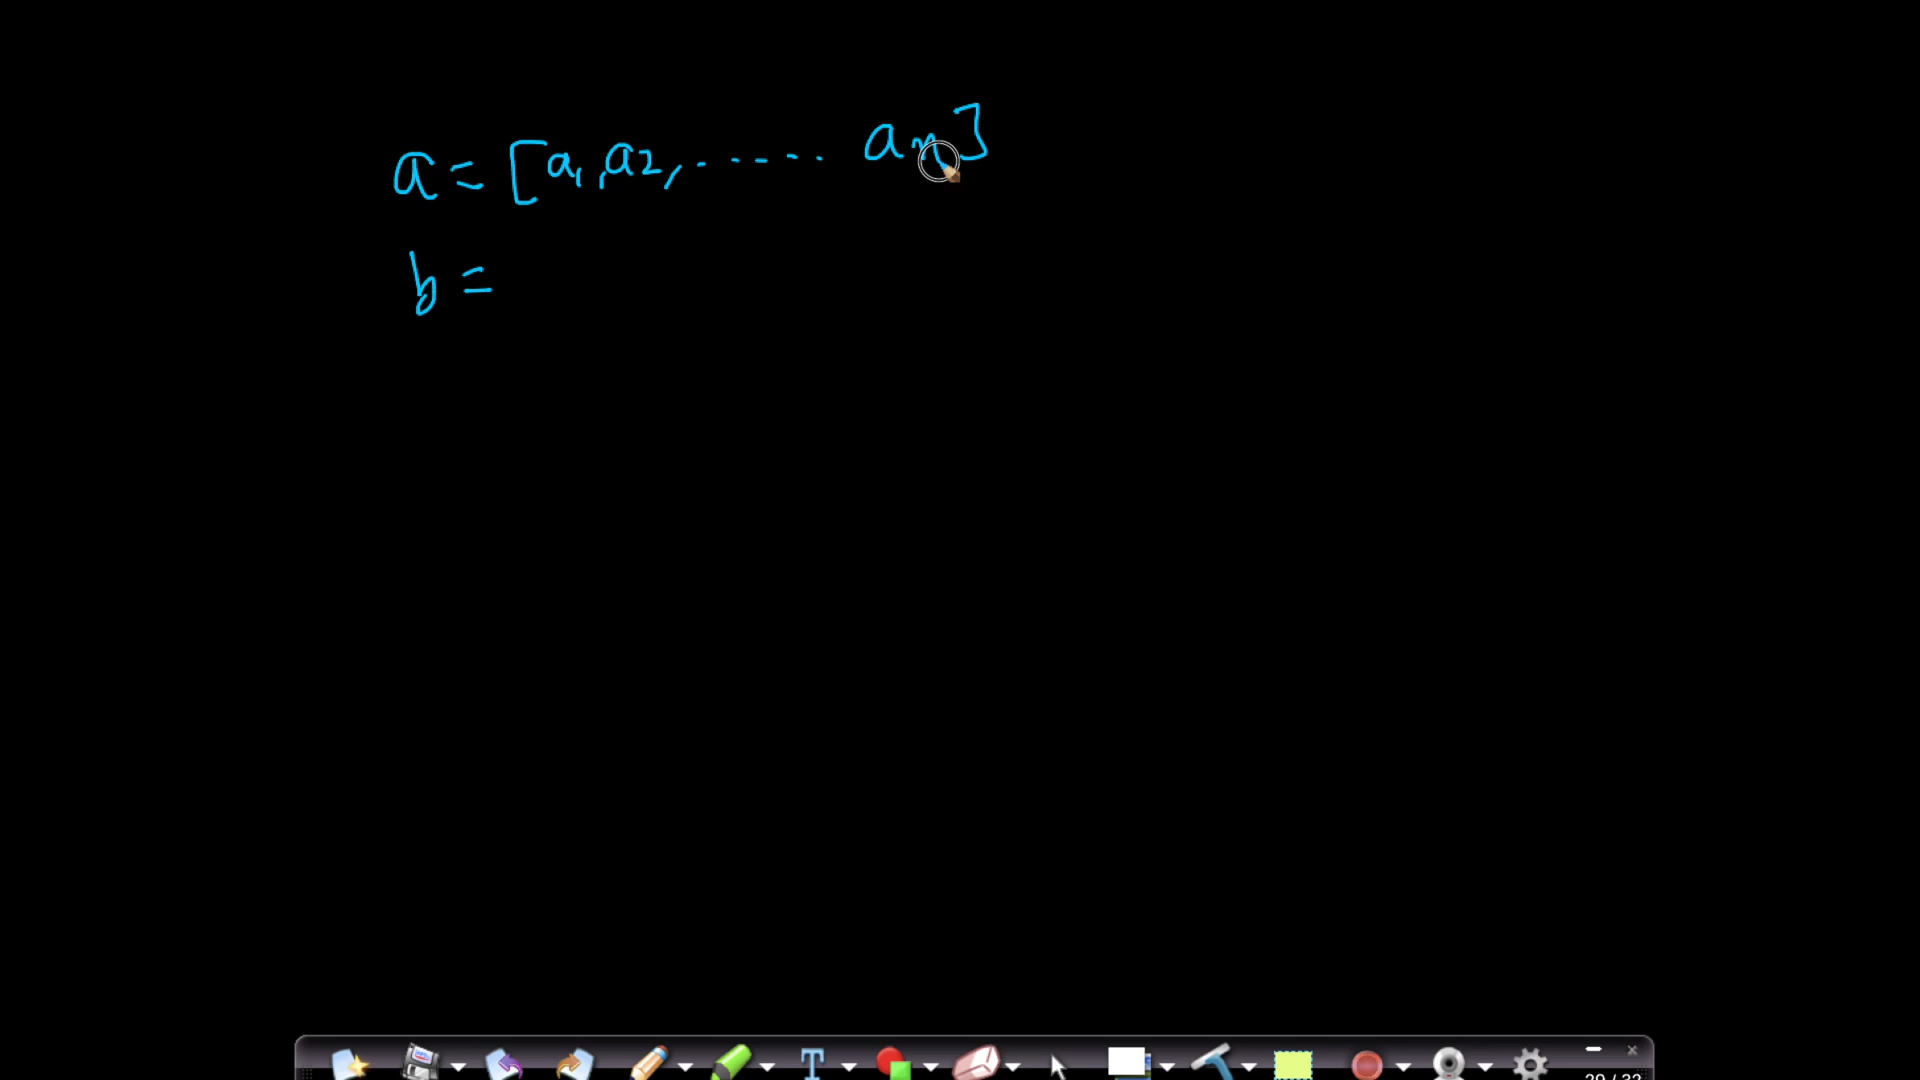 a = [a1, a2, ...... an]
b =